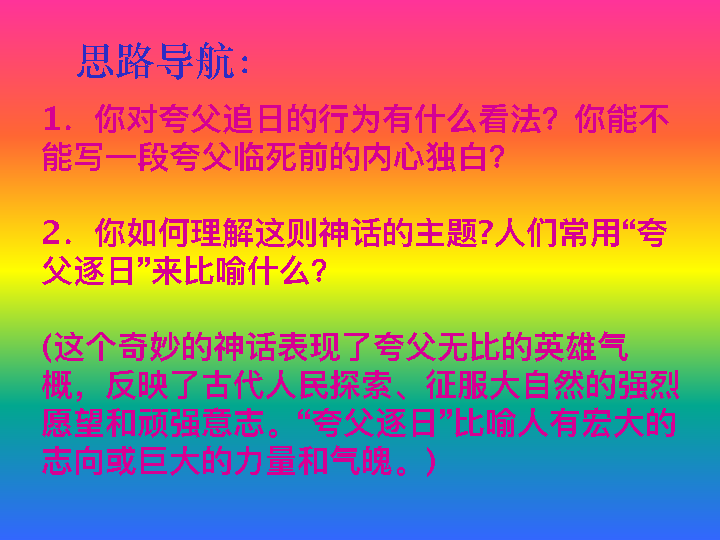 思路导航：
1．你对夸父追日的行为有什么看法？你能不
能写一段夸父临死前的内心独白？
2．你如何理解这则神话的主题?人们常用“夸
父逐日”来比喻什么？
(这个奇妙的神话表现了夸父无比的英雄气
概，反映了古代人民探索、征服大自然的强烈
愿望和顽强意志。“夸父逐日”比喻人有宏大的
志向或巨大的力量和气魄。)